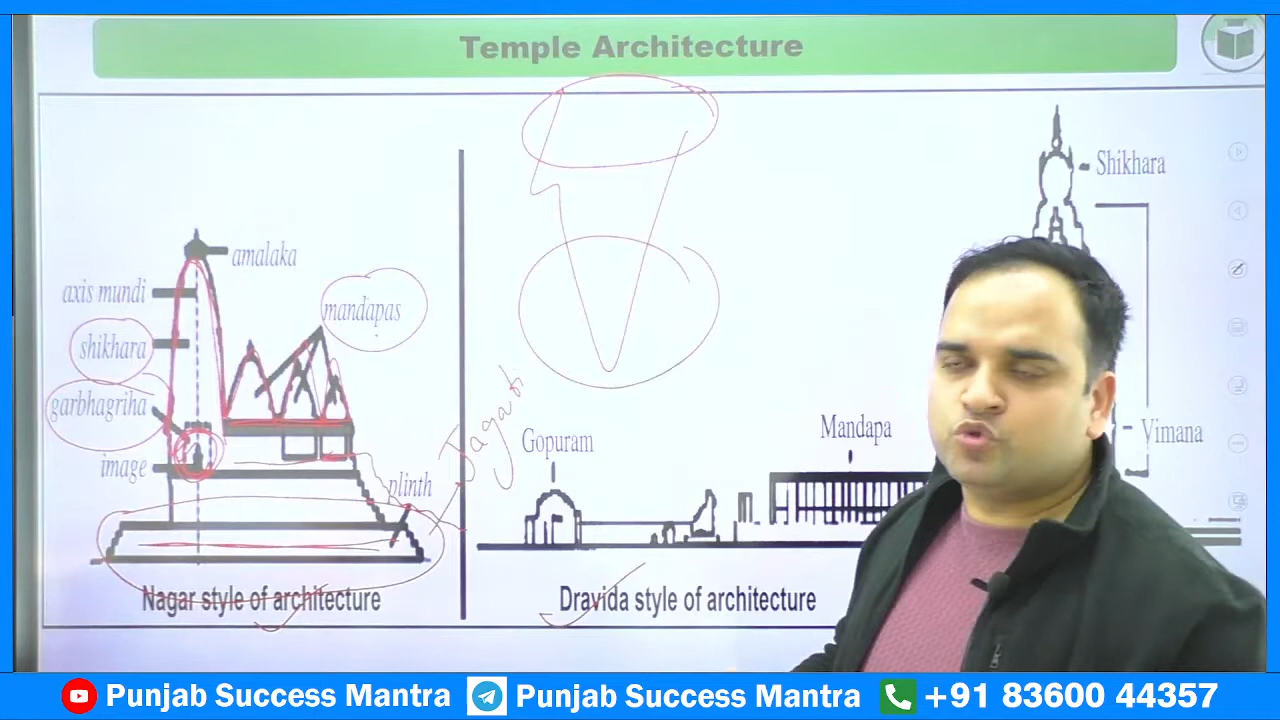 Temple Architecture
Shikhara
amalaka
axis mundi
mandapas
shikhara
garbhagriha
Jagat
Gopuram
Mandapa
Vimana
image
plinth
Nagar style of architecture
Dravida style of architecture
Punjab Success Mantra
Punjab Success Mantra
+91 83600 44357